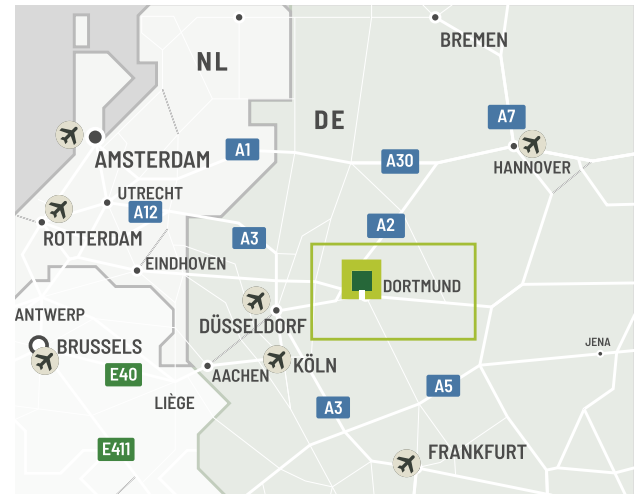 BREMEN
NL
DE
A7
AMSTERDAM
A1
A30
HANNOVER
UTRECHT
A12
A2
ROTTERDAM
A3
EINDHOVEN
DORTMUND
ANTWERP
DÜSSELDORF
BRUSSELS
JENA
KÖLN
E40
AACHEN
A5
LIÈGE
A3
E411
FRANKFURT